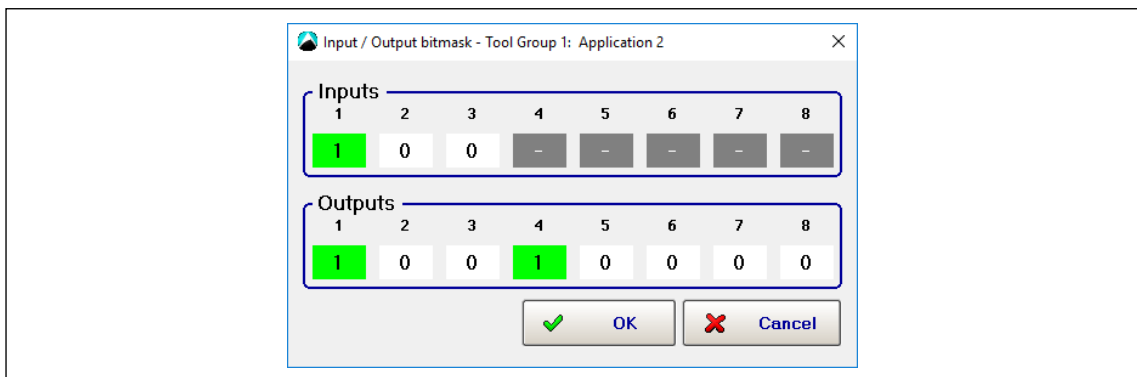 Input / Output bitmask - Tool Group 1: Application 2
Inputs
1 2 3 4 5 6 7 8
1 0 0 - - - - -
Outputs
1 2 3 4 5 6 7 8
1 0 0 1 0 0 0 0
OK Cancel